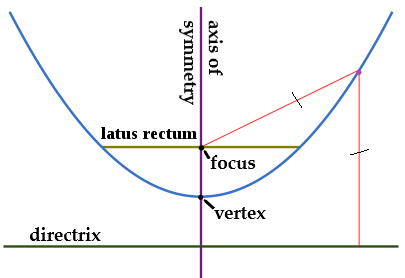 axis of
symmetry
latus rectum
focus
vertex
directrix